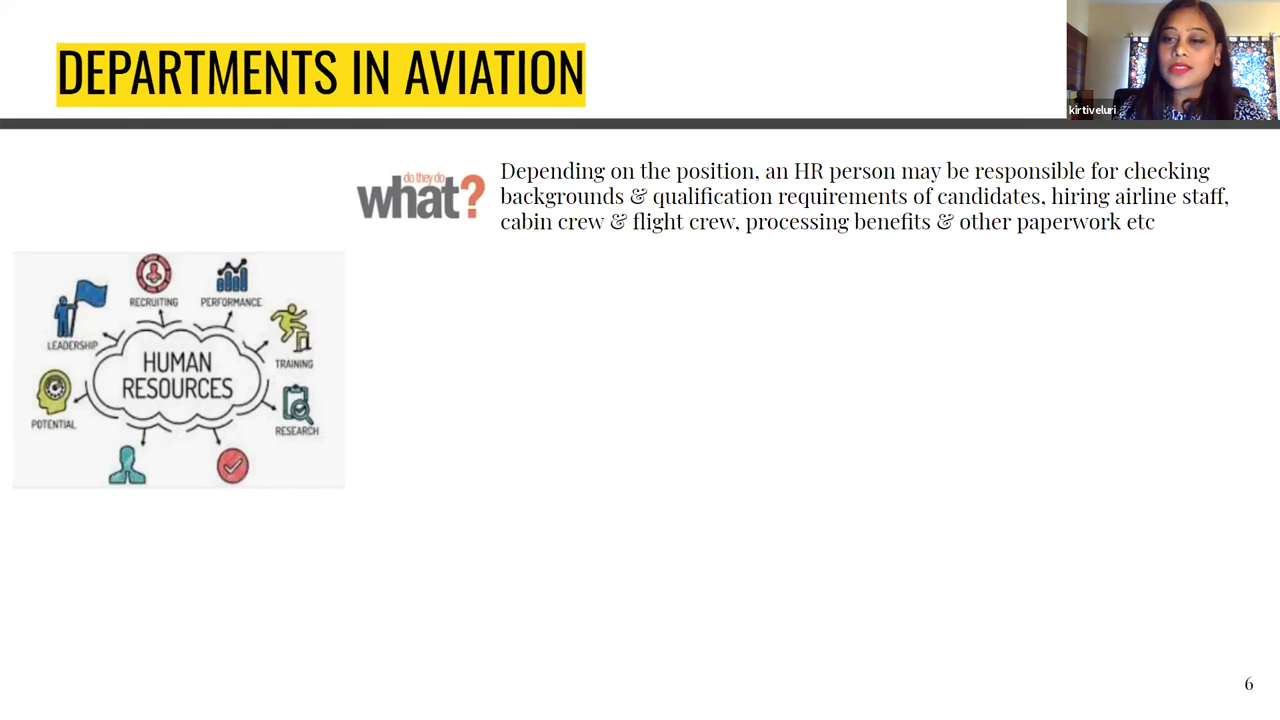 DEPARTMENTS IN AVIATION
kirtiveluri
do they do
what?
Depending on the position, an HR person may be responsible for checking
backgrounds & qualification requirements of candidates, hiring airline staff,
cabin crew & flight crew, processing benefits & other paperwork etc
RECRUITING
PERFORMANCE
LEADERSHIP
TRAINING
HUMAN
RESOURCES
POTENTIAL
RESEARCH
6